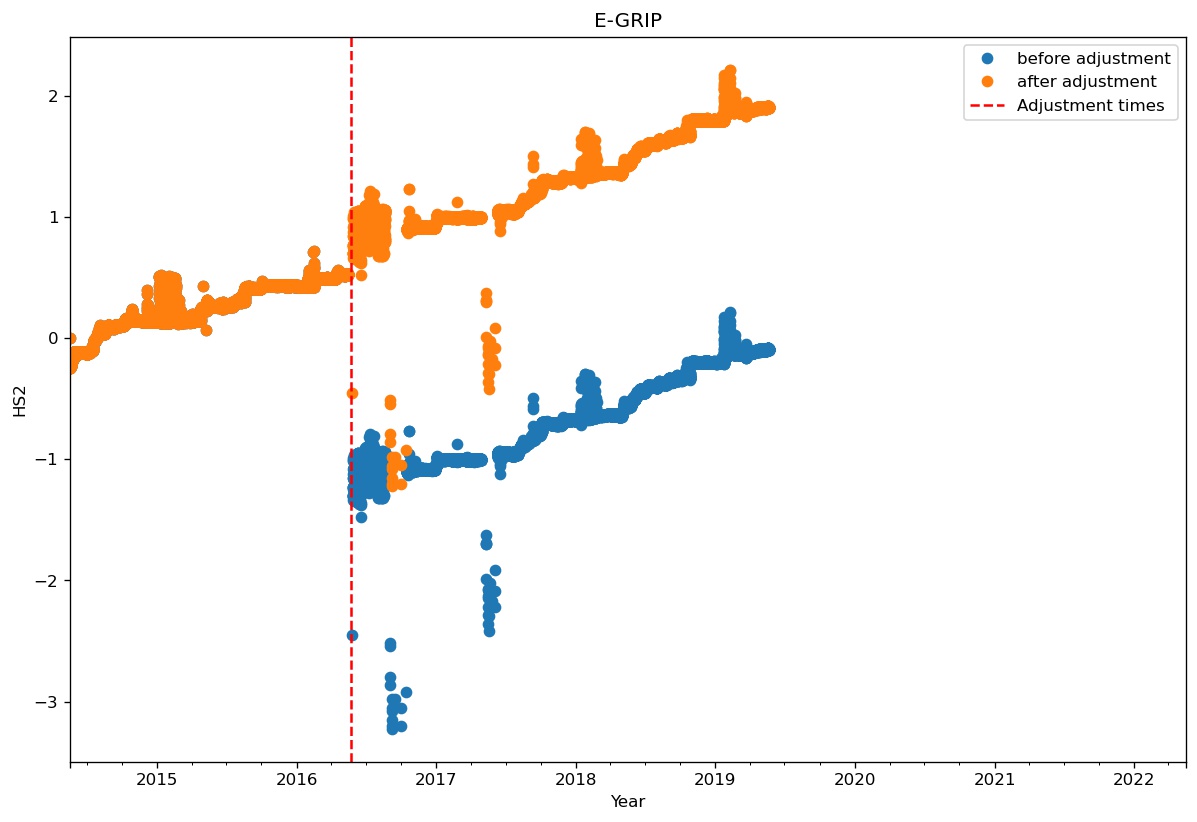 E-GRIP
before adjustment
after adjustment
Adjustment times
HS2
2
1
0
−1
−2
−3
2015 2016 2017 2018 2019 2020 2021 2022
Year